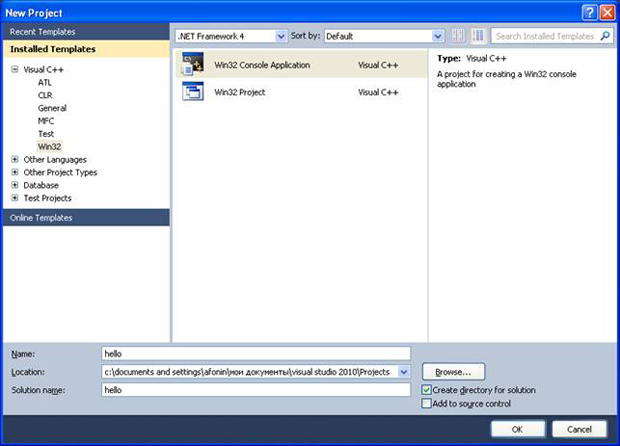 New Project
Recent Templates
.NET Framework 4 Sort by: Default Search Installed Templates
Installed Templates
Visual C++
ATL
CLR
General
MFC
Test
Win32
Other Languages
Other Project Types
Database
Test Projects
Online Templates
Win32 Console Application Visual C++
Win32 Project Visual C++
Type: Visual C++
A project for creating a Win32 console
application
Name: hello
Location: c:\documents and settings\afonin\мои документы\visual studio 2010\Projects Browse...
Solution name: hello
Create directory for solution
Add to source control
OK Cancel